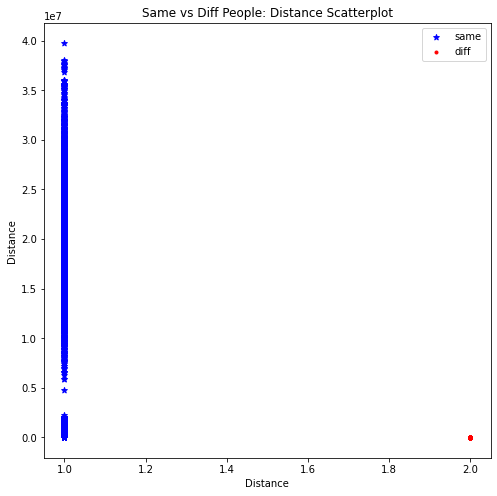 Same vs Diff People: Distance Scatterplot
1e7
same
diff
4.0
3.5
3.0
2.5
2.0
1.5
1.0
0.5
0.0
Distance
1.0 1.2 1.4 1.6 1.8 2.0
Distance